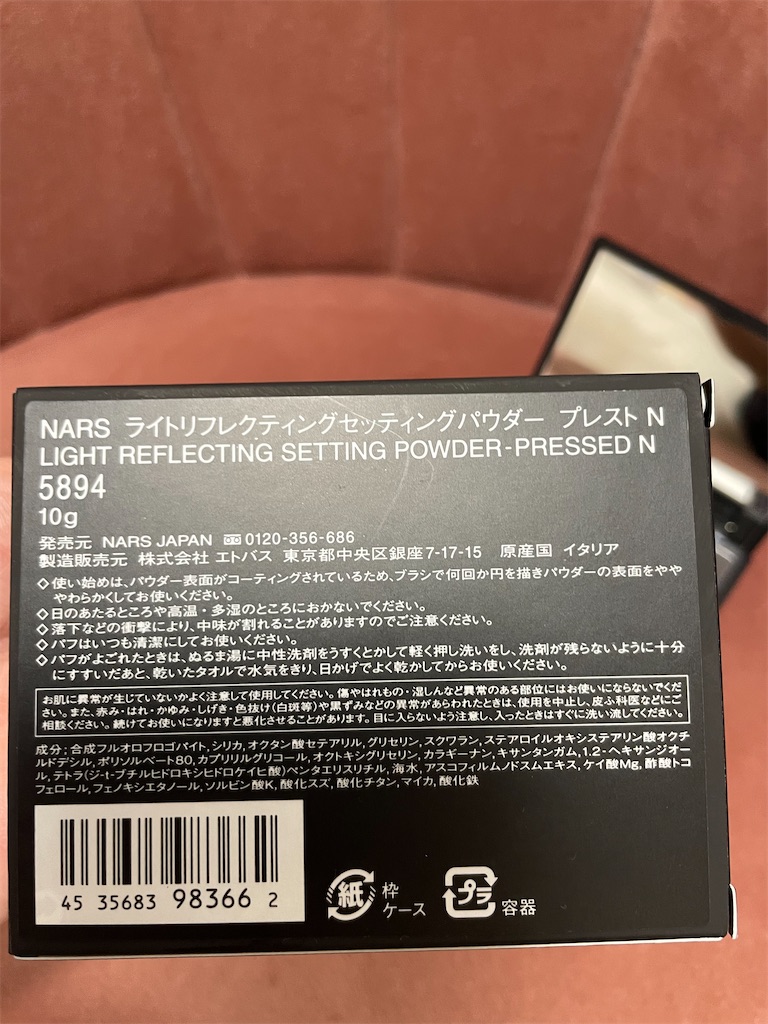 NARS ライトリフレクティングセッティングパウダー プレスト N
LIGHT REFLECTING SETTING POWDER-PRESSED N
5894
10g
発売元 NARS JAPAN 0120-356-686
製造販売元 株式会社 エトバス 東京都中央区銀座7-17-15 原産国 イタリア
◇使い始めは、パウダー表面がコーティングされているため、ブラシで何回か円を描きパウダーの表面をやや
やわらかくしてお使いください。
◇日のあたるところや高温・多湿のところにおかないでください。
◇落下などの衝撃により、中味が割れることがありますのでご注意ください。
◇パフはいつも清潔にしてお使いください。
◇パフがよごれたときは、ぬるま湯に中性洗剤をうすくとかして軽く押し洗いをし、洗剤が残らないように十分
にすすいだあと、乾いたタオルで水気をきり、日かげでよく乾かしてからお使いください。
お肌に異常が生じていないかよく注意して使用してください。傷やはれもの・湿しんなど異常のある部位にはお使いにならないでくだ
さい。また、赤み・はれ・かゆみ・しげき・色抜け(白斑等)や黒ずみなどの異常があらわれたときは、使用を中止し、皮ふ科医などにご
相談ください。続けてお使いになりますと悪化させることがあります。目に入らないよう注意し、入ったときはすぐに洗い流してください。
成分:合成フルオロフロゴパイト, シリカ, オクタン酸セテアリル, グリセリン, スクワラン, ステアロイルオキシステアリン酸オクチ
ルドデシル, ポリソルベート80, カプリリルグリコール, オクトキシグリセリン, カラギーナン, キサンタンガム, 1.2-ヘキサンジオー
ル, テトラ(ジ-t-ブチルヒドロキシヒドロケイヒ酸)ペンタエリスリチル, 海水, アスコフィルムノドスムエキス, ケイ酸Mg, 酢酸トコ
フェロール, フェノキシエタノール, ソルビン酸K, 酸化スズ, 酸化チタン, マイカ, 酸化鉄
45 35683 98366 2
紙 枠
ケース
プラ 容器